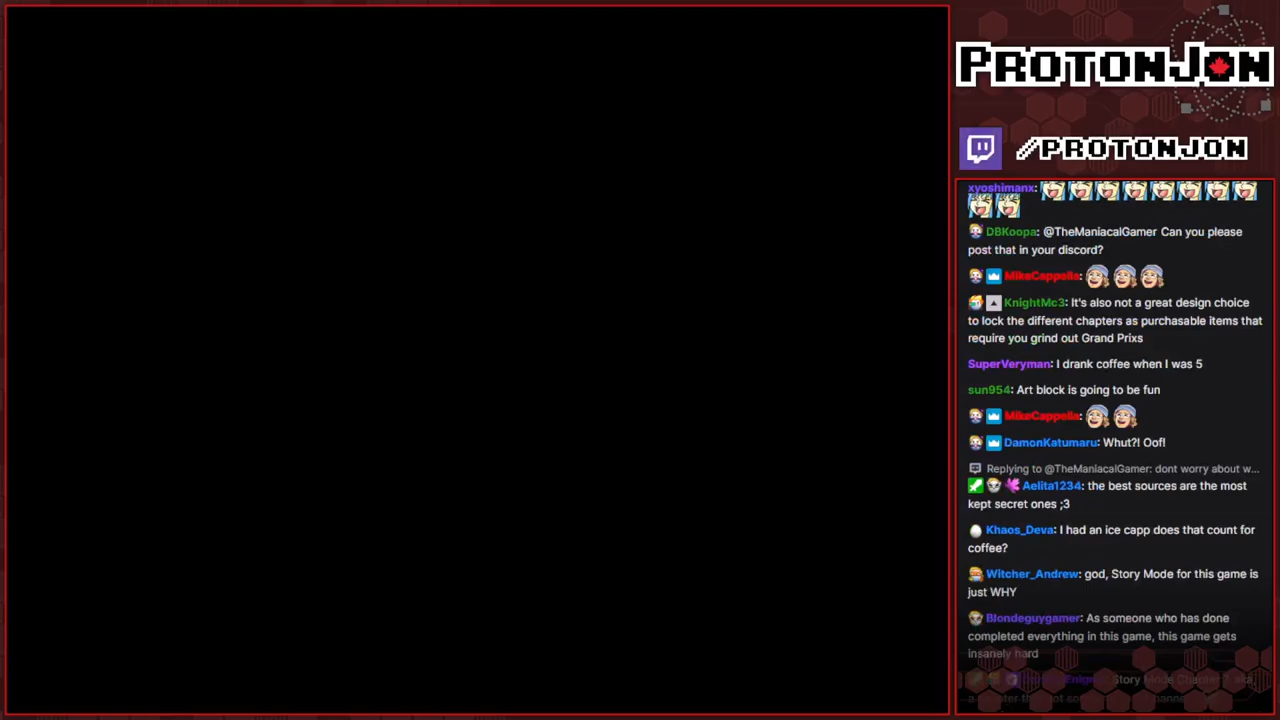 PROTONJON
/PROTONJON
xyoshimanx:
DBKoopa: @TheManiacalGamer Can you please
post that in your discord?
MikeCappella:
KnightMc3: It's also not a great design choice
to lock the different chapters as purchasable items that
require you grind out Grand Prixs
SuperVeryman: I drank coffee when I was 5
sun954: Art block is going to be fun
MikeCappella:
DamonKatumaru: Whut?! Oof!
Replying to @TheManiacalGamer: dont worry about w...
Aelita1234: the best sources are the most
kept secret ones ;3
Khaos_Deva: I had an ice capp does that count for
coffee?
Witcher_Andrew: god, Story Mode for this game is
just WHY
Blondeguygamer: As someone who has done
completed everything in this game, this game gets
insanely hard
Story Mode Chapter